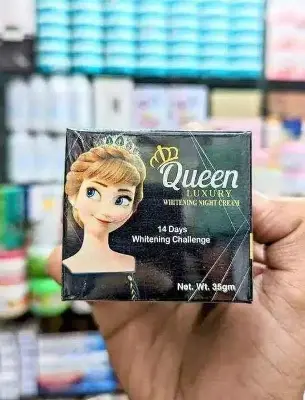 Queen
LUXURY
WHITENING NIGHT CREAM
14 Days
Whitening Challenge
Net. Wt. 35gm